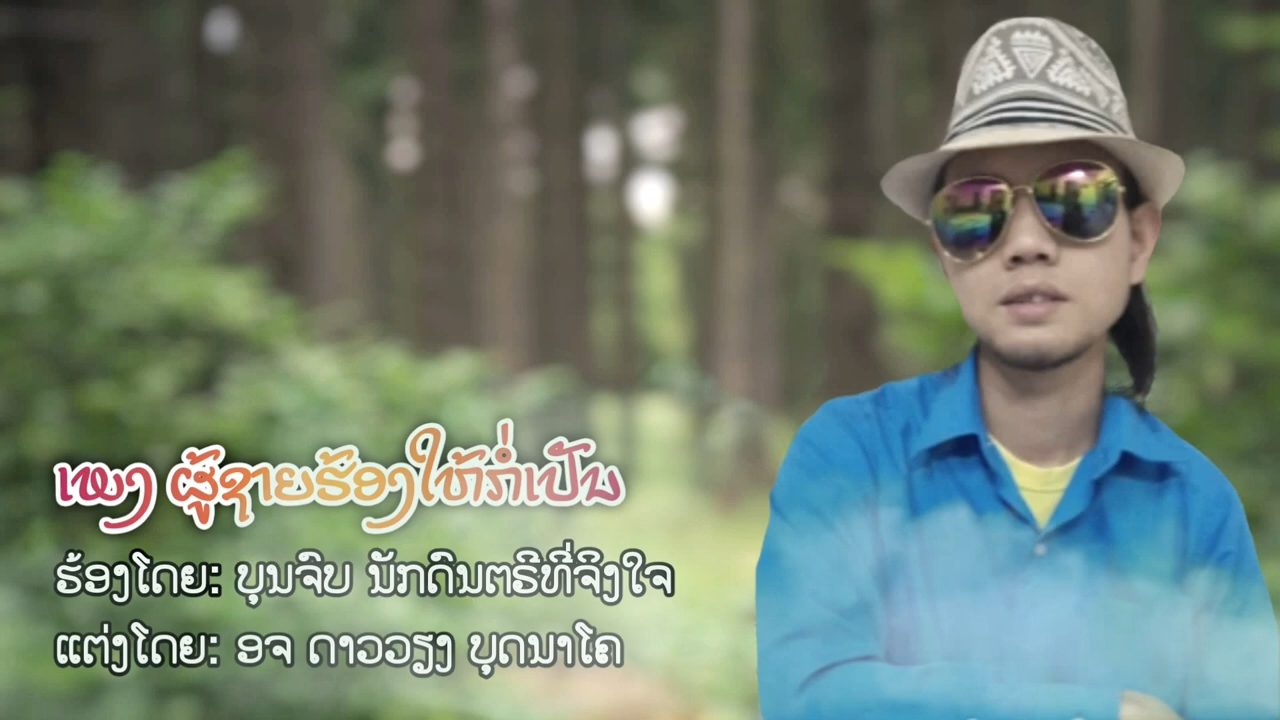 ເພງ ຜູ້ຊາຍຮ້ອງໃຫ້ກໍ່ເປັນ
ຮ້ອງໂດຍ: ບຸນຈົບ ນັກດົນຕຣີທີ່ຈິງໃຈ
ແຕ່ງໂດຍ: ອຈ ດາວວຽງ ບຸດນາໂຄ